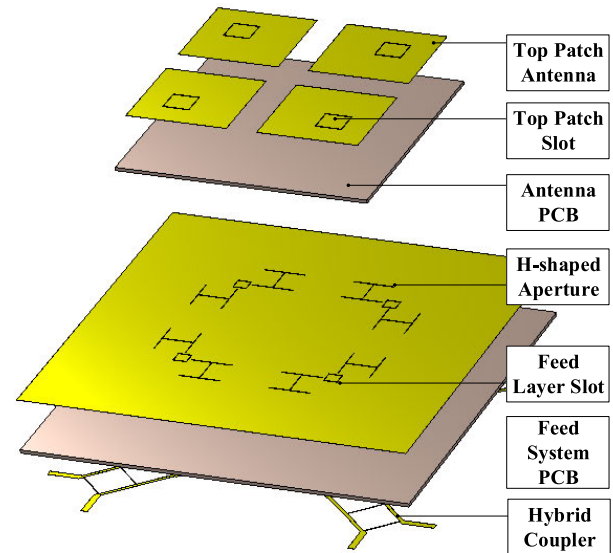 Top Patch
Antenna
Top Patch
Slot
Antenna
PCB
H-shaped
Aperture
Feed
Layer Slot
Feed
System
PCB
Hybrid
Coupler